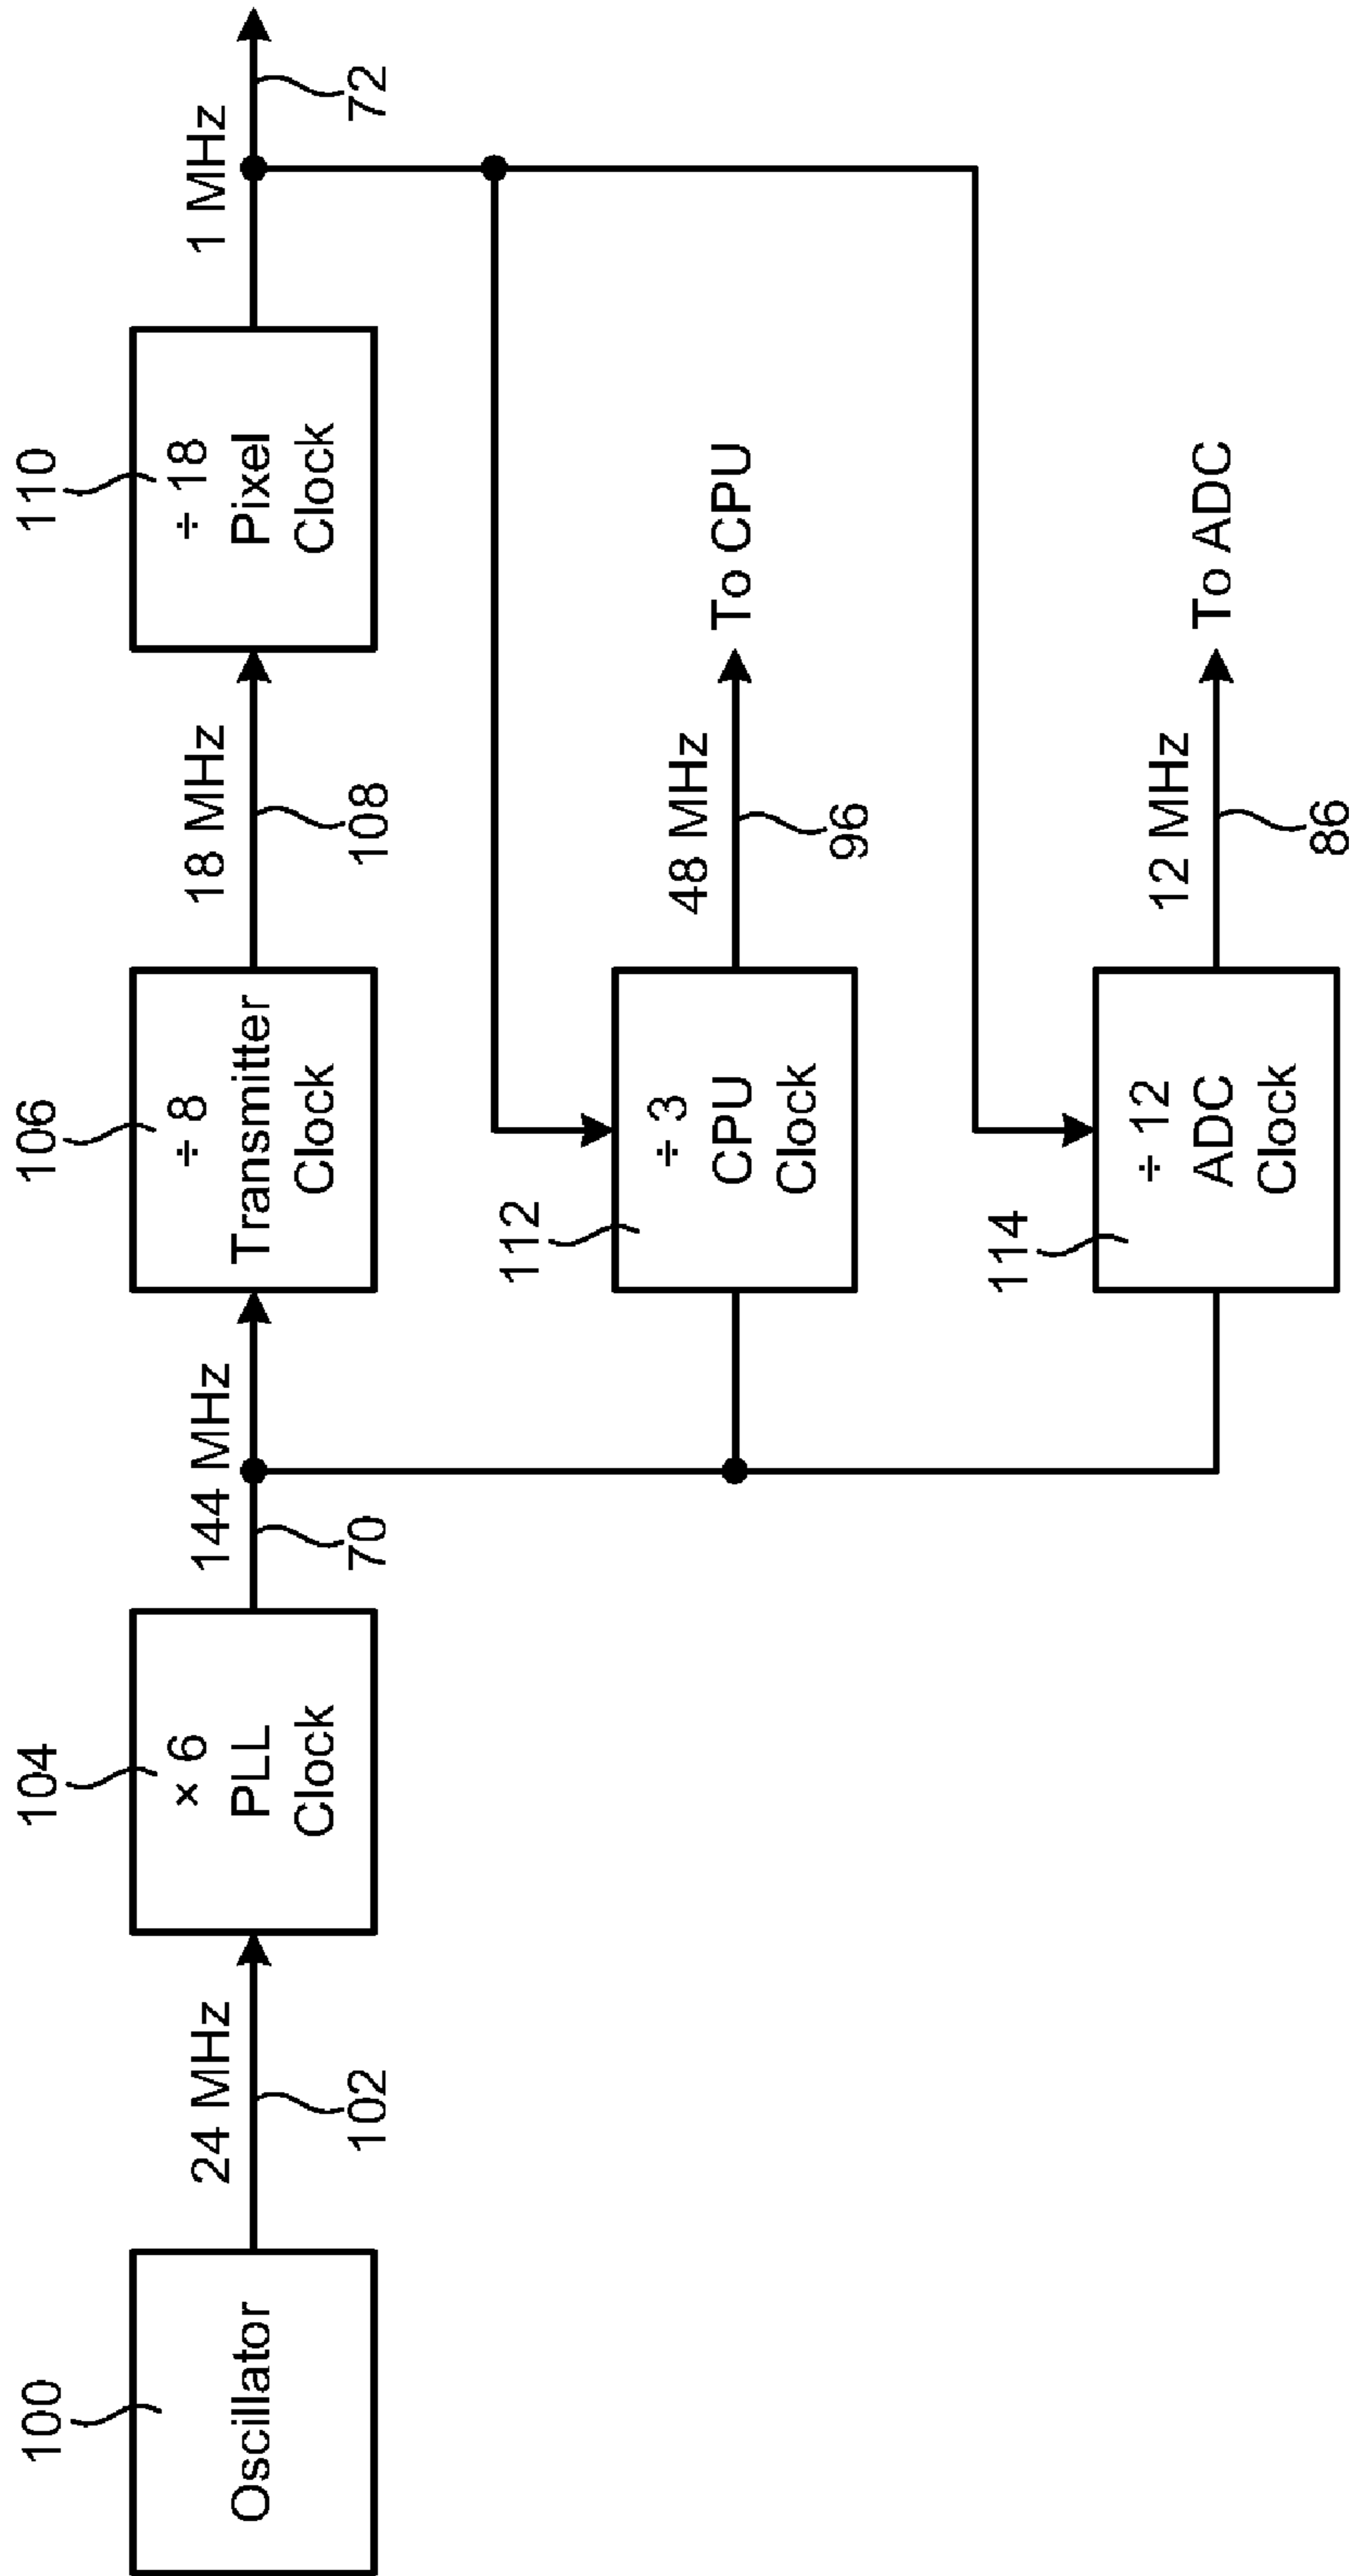 100
Oscillator
24 MHz
102
104
× 6
PLL
Clock
144 MHz
70
106
÷ 8
Transmitter
Clock
18 MHz
108
110
÷ 18
Pixel
Clock
1 MHz
72
112
÷ 3
CPU
Clock
48 MHz
96
To CPU
114
÷ 12
ADC
Clock
12 MHz
86
To ADC